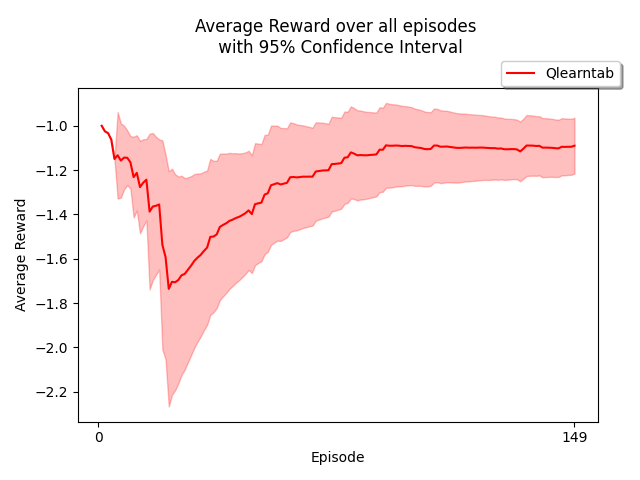 Average Reward over all episodes
with 95% Confidence Interval
Qlearntab
−1.0
−1.2
−1.4
−1.6
−1.8
−2.0
−2.2
Average Reward
0
149
Episode